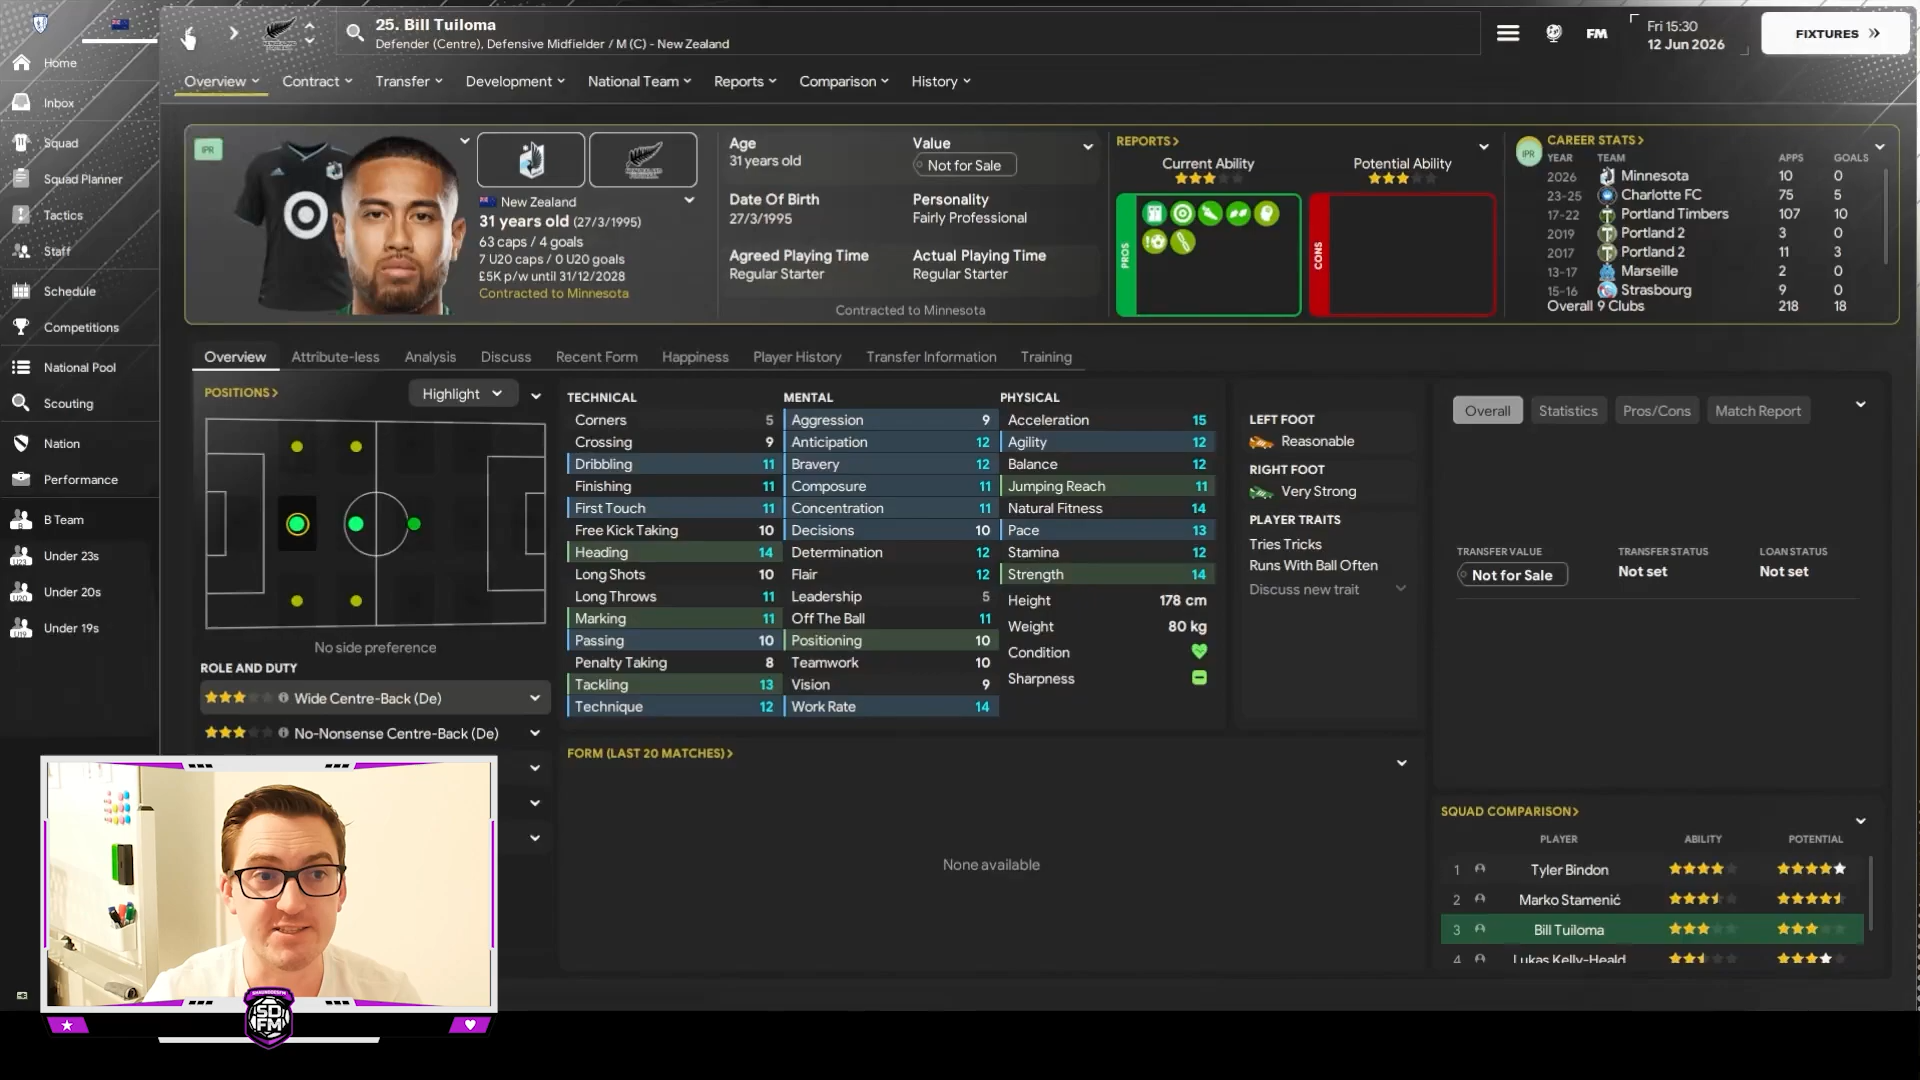 25. Bill Tuiloma
Defender (Centre), Defensive Midfielder / M (C) - New Zealand
FM
Fri 15:30
12 Jun 2026
FIXTURES
Home
Inbox
Squad
Squad Planner
Tactics
Staff
Schedule
Competitions
National Pool
Scouting
Nation
Performance
B Team
Under 23s
Under 20s
Under 19s
Overview Contract Transfer Development National Team Reports Comparison History
IPR
New Zealand
31 years old (27/3/1995)
63 caps / 4 goals
7 U20 caps / 0 U20 goals
£5K p/w until 31/12/2028
Contracted to Minnesota
Age
31 years old
Value
Not for Sale
Date Of Birth
27/3/1995
Personality
Fairly Professional
Agreed Playing Time
Regular Starter
Actual Playing Time
Regular Starter
Contracted to Minnesota
REPORTS
Current Ability
Potential Ability
PROS
CONS
IPR
CAREER STATS
YEAR TEAM APPS GOALS
2026 Minnesota 10 0
23-25 Charlotte FC 75 5
17-22 Portland Timbers 107 10
2019 Portland 2 3 0
2017 Portland 2 11 3
13-17 Marseille 2 0
15-16 Strasbourg 9 0
Overall 9 Clubs 218 18
Overview Attribute-less Analysis Discuss Recent Form Happiness Player History Transfer Information Training
POSITIONS
Highlight
No side preference
ROLE AND DUTY
Wide Centre-Back (De)
No-Nonsense Centre-Back (De)
TECHNICAL
Corners 5
Crossing 9
Dribbling 11
Finishing 11
First Touch 11
Free Kick Taking 10
Heading 14
Long Shots 10
Long Throws 11
Marking 11
Passing 10
Penalty Taking 8
Tackling 13
Technique 12
MENTAL
Aggression 9
Anticipation 12
Bravery 12
Composure 11
Concentration 11
Decisions 10
Determination 12
Flair 12
Leadership 5
Off The Ball 11
Positioning 10
Teamwork 10
Vision 9
Work Rate 14
PHYSICAL
Acceleration 15
Agility 12
Balance 12
Jumping Reach 11
Natural Fitness 14
Pace 13
Stamina 12
Strength 14
Height 178 cm
Weight 80 kg
Condition
Sharpness
LEFT FOOT
Reasonable
RIGHT FOOT
Very Strong
PLAYER TRAITS
Tries Tricks
Runs With Ball Often
Discuss new trait
Overall Statistics Pros/Cons Match Report
TRANSFER VALUE
Not for Sale
TRANSFER STATUS
Not set
LOAN STATUS
Not set
FORM (LAST 20 MATCHES)
None available
SQUAD COMPARISON
PLAYER ABILITY POTENTIAL
1 Tyler Bindon
2 Marko Stamenić
3 Bill Tuiloma
4 Lukas Kelly-Heald
SD
FM